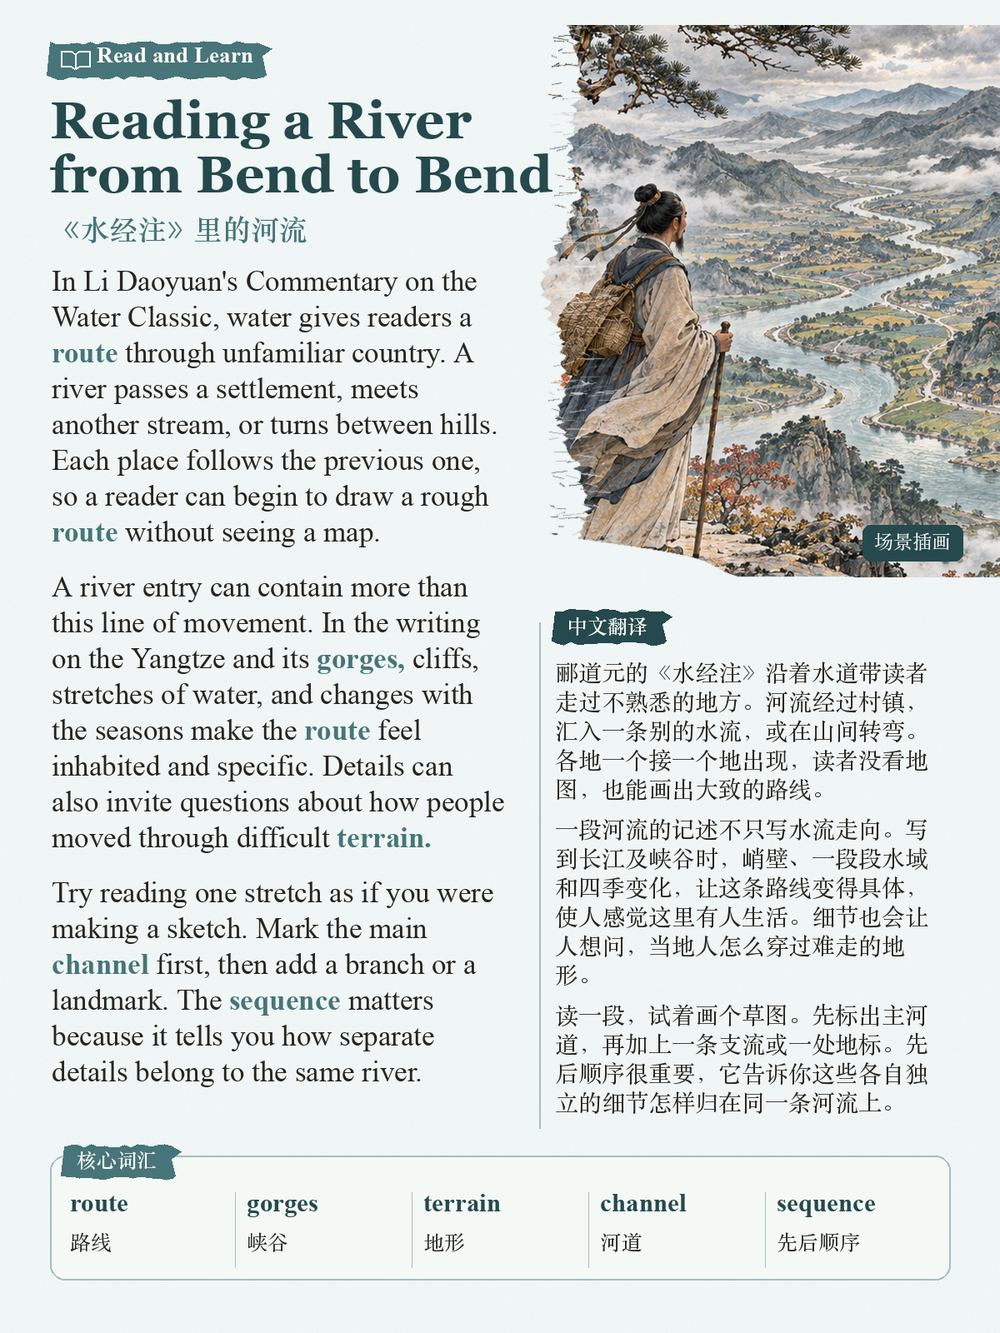 Read and Learn
Reading a River
from Bend to Bend
《水经注》里的河流
In Li Daoyuan's Commentary on the
Water Classic, water gives readers a
route through unfamiliar country. A
river passes a settlement, meets
another stream, or turns between hills.
Each place follows the previous one,
so a reader can begin to draw a rough
route without seeing a map.
A river entry can contain more than
this line of movement. In the writing
on the Yangtze and its gorges, cliffs,
stretches of water, and changes with
the seasons make the route feel
inhabited and specific. Details can
also invite questions about how people
moved through difficult terrain.
Try reading one stretch as if you were
making a sketch. Mark the main
channel first, then add a branch or a
landmark. The sequence matters
because it tells you how separate
details belong to the same river.
场景插画
中文翻译
郦道元的《水经注》沿着水道带读者
走过不熟悉的地方。河流经过村镇，
汇入一条别的水流，或在山间转弯。
各地一个接一个地出现，读者没看地
图，也能画出大致的路线。
一段河流的记述不只写水流走向。写
到长江及峡谷时，峭壁、一段段水域
和四季变化，让这条路线变得具体，
使人感觉这里有人生活。细节也会让
人想问，当地人怎么穿过难走的地
形。
读一段，试着画个草图。先标出主河
道，再加上一条支流或一处地标。先
后顺序很重要，它告诉你这些各自独
立的细节怎样归在同一条河流上。
核心词汇
route
路线
gorges
峡谷
terrain
地形
channel
河道
sequence
先后顺序